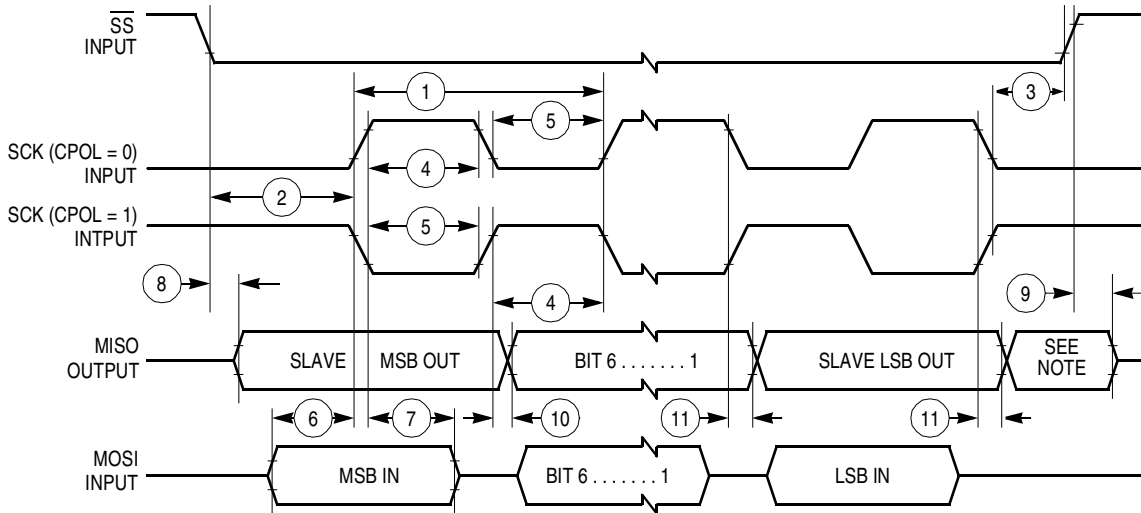 SS
INPUT
1
3
5
SCK (CPOL = 0)
INPUT
4
2
SCK (CPOL = 1)
INTPUT
5
8
9
4
MISO
OUTPUT
SLAVE MSB OUT
BIT 6 . . . . . . . 1
SLAVE LSB OUT
SEE
NOTE
6
7
10
11
11
MOSI
INPUT
MSB IN
BIT 6 . . . . . . . 1
LSB IN